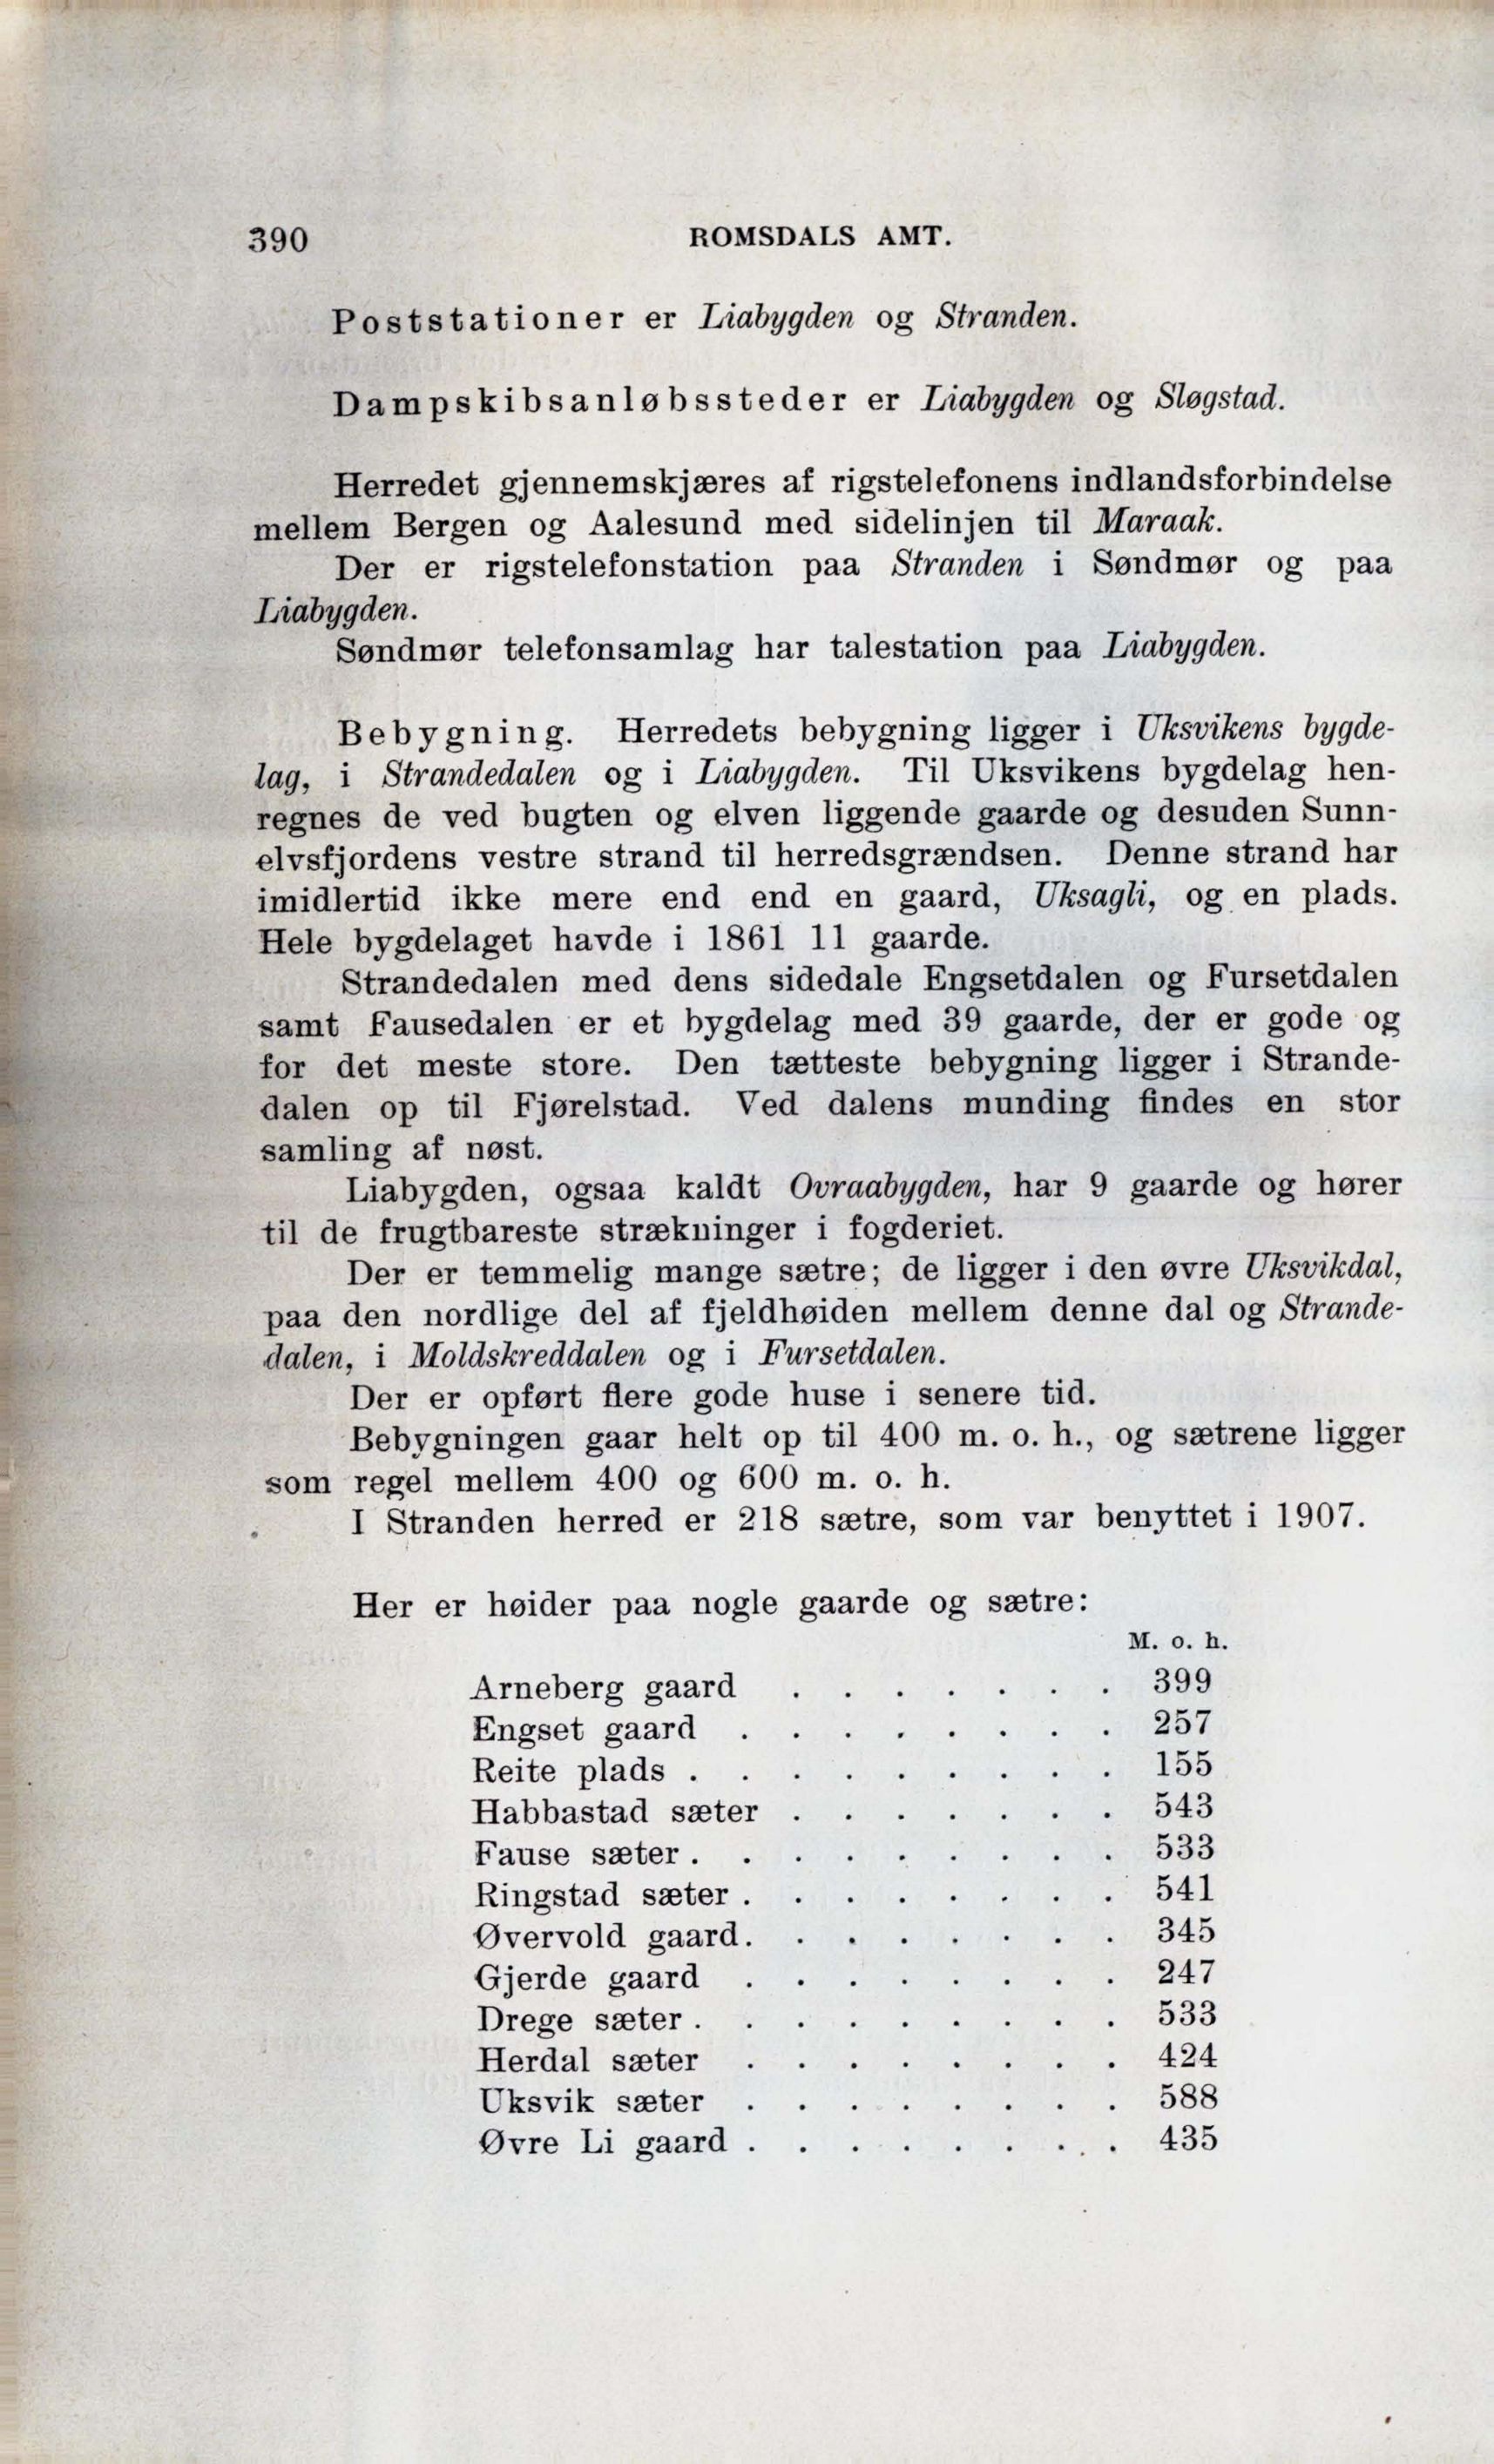 390 ROMSDALS AMT.
Poststationer er Liabygden og Stranden.
Dampskibsanløbssteder er Liabygden og Sløgstad.
Herredet gjennemskjæres af rigstelefonens indlandsforbindelse
mellem Bergen og Aalesund med sidelinjen til Maraak.
Der er rigstelefonstation paa Stranden i Søndmør og paa
Liabygden.
Søndmør telefonsamlag har talestation paa Liabygden.
Bebygning. Herredets bebygning ligger i Uksvikens bygde-
lag, i Strandedalen og i Liabygden. Til Uksvikens bygdelag hen-
regnes de ved bugten og elven liggende gaarde og desuden Sunn-
elvsfjordens vestre strand til herredsgrændsen. Denne strand har
imidlertid ikke mere end end en gaard, Uksagli, og en plads.
Hele bygdelaget havde i 1861 11 gaarde.
Strandedalen med dens sidedale Engsetdalen og Fursetdalen
samt Fausedalen er et bygdelag med 39 gaarde, der er gode og
for det meste store. Den tætteste bebygning ligger i Strande-
dalen op til Fjørelstad. Ved dalens munding findes en stor
samling af nøst.
Liabygden, ogsaa kaldt Ovraabygden, har 9 gaarde og hører
til de frugtbareste strækninger i fogderiet.
Der er temmelig mange sætre; de ligger i den øvre Uksvikdal,
paa den nordlige del af fjeldhøiden mellem denne dal og Strande-
dalen, i Moldskreddalen og i Fursetdalen.
Der er opført flere gode huse i senere tid.
Bebygningen gaar helt op til 400 m. o. h., og sætrene ligger
som regel mellem 400 og 600 m. o. h.
I Stranden herred er 218 sætre, som var benyttet i 1907.
Her er høider paa nogle gaarde og sætre:
M. o. h.
Arneberg gaard . . . . . . . 399
Engset gaard . . . . . . . . 257
Reite plads . . . . . . . . . 155
Habbastad sæter . . . . . . . 543
Fause sæter . . . . . . . . . 533
Ringstad sæter . . . . . . . . 541
Øvervold gaard . . . . . . . . 345
Gjerde gaard . . . . . . . . 247
Drege sæter . . . . . . . . . 533
Herdal sæter . . . . . . . . 424
Uksvik sæter . . . . . . . . 588
Øvre Li gaard . . . . . . . . 435